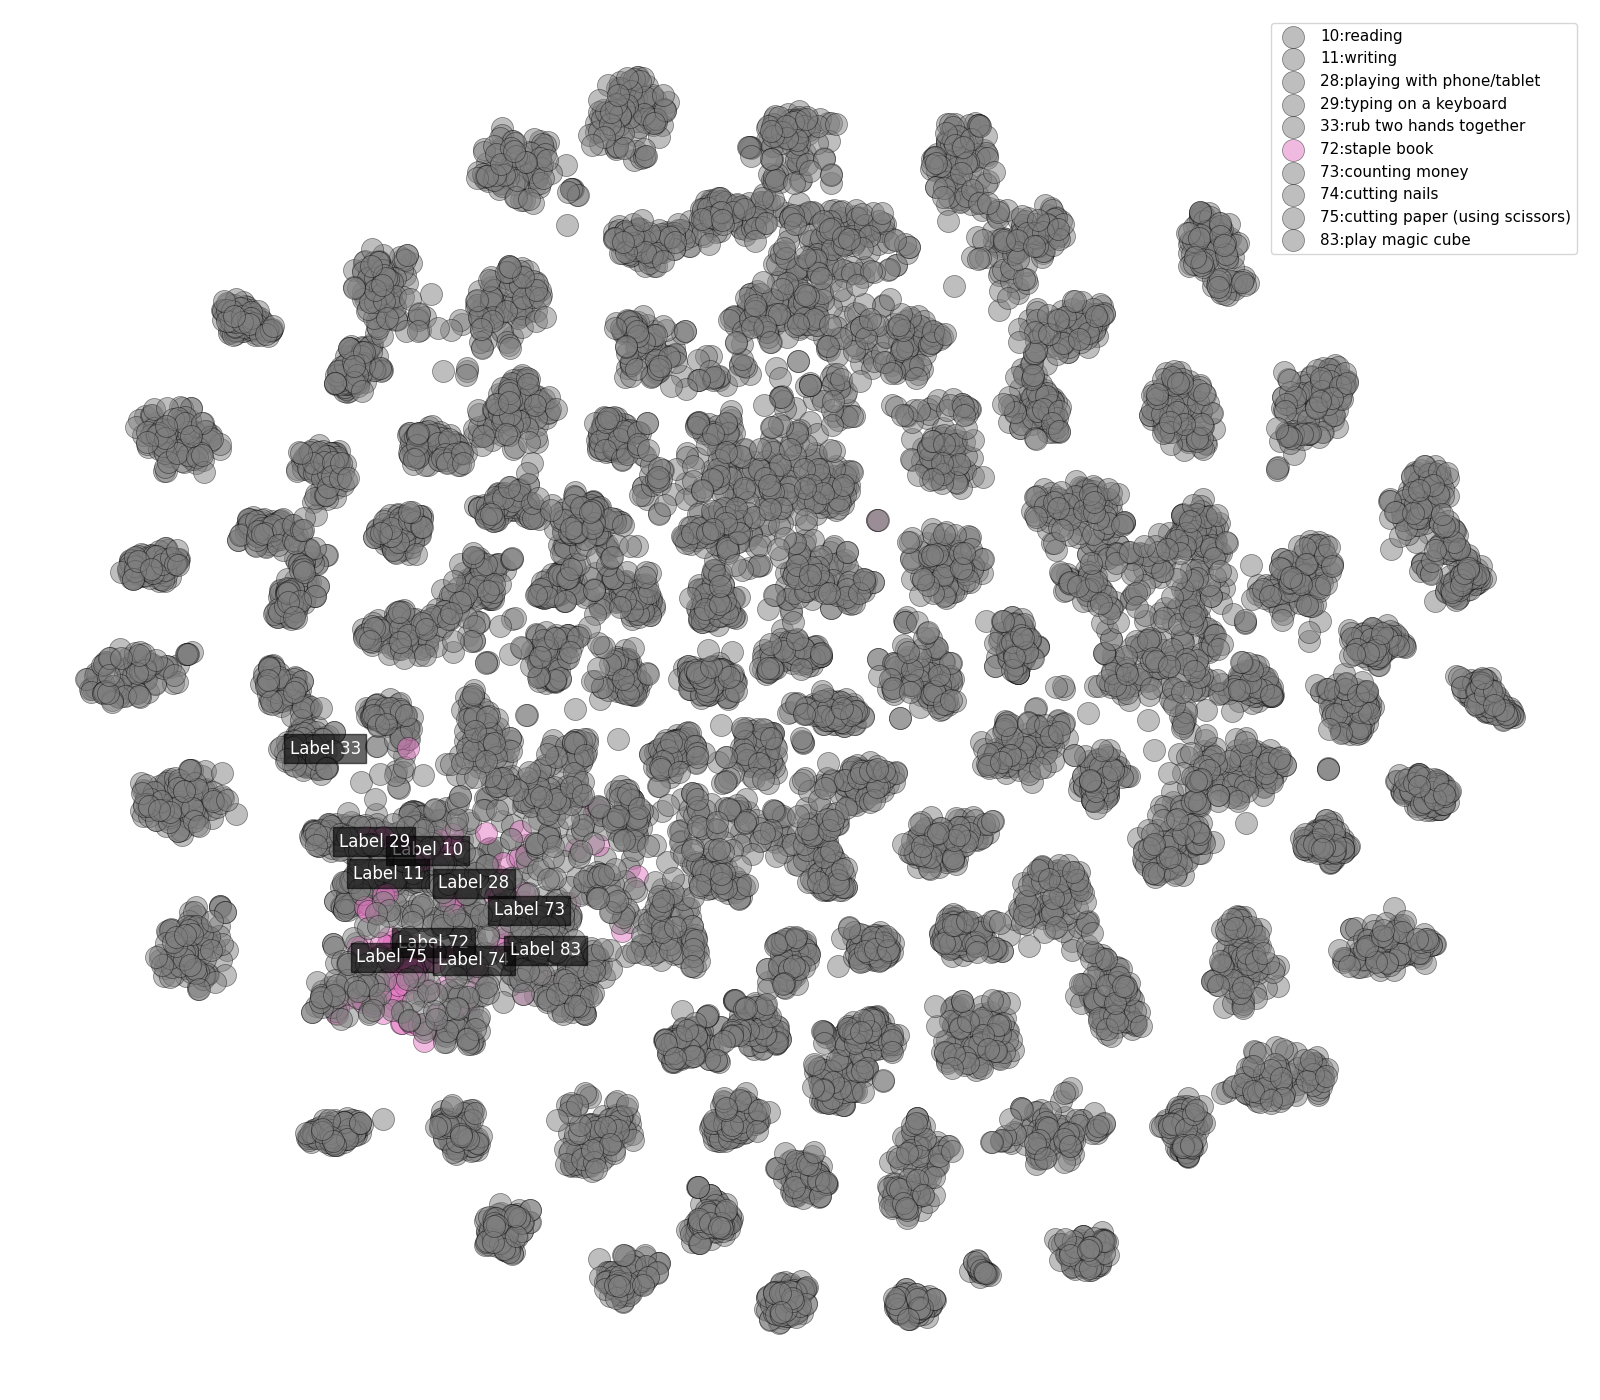 10:reading
11:writing
28:playing with phone/tablet
29:typing on a keyboard
33:rub two hands together
72:staple book
73:counting money
74:cutting nails
75:cutting paper (using scissors)
83:play magic cube
Label 33
Label 29
Label 10
Label 11
Label 28
Label 73
Label 72
Label 83
Label 75
Label 74